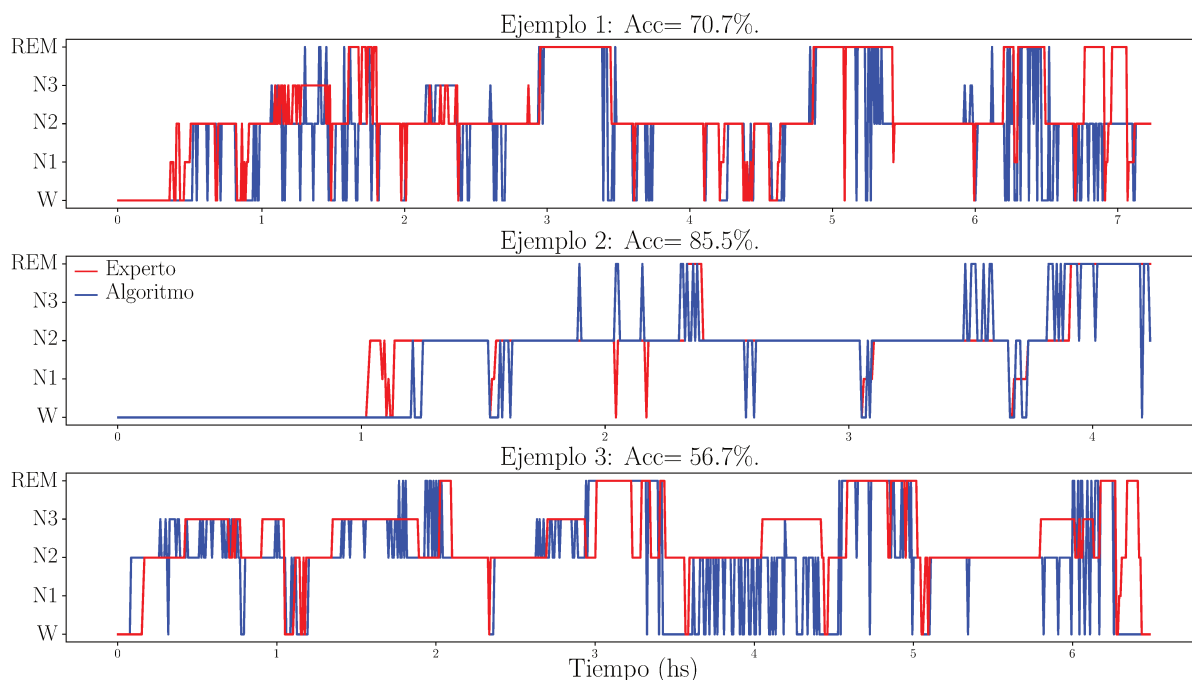 Ejemplo 1: Acc= 70.7%.
REM
N3
N2
N1
W
0 1 2 3 4 5 6 7
Ejemplo 2: Acc= 85.5%.
REM
N3
N2
N1
W
Experto
Algoritmo
0 1 2 3 4
Ejemplo 3: Acc= 56.7%.
REM
N3
N2
N1
W
0 1 2 3 4 5 6
Tiempo (hs)